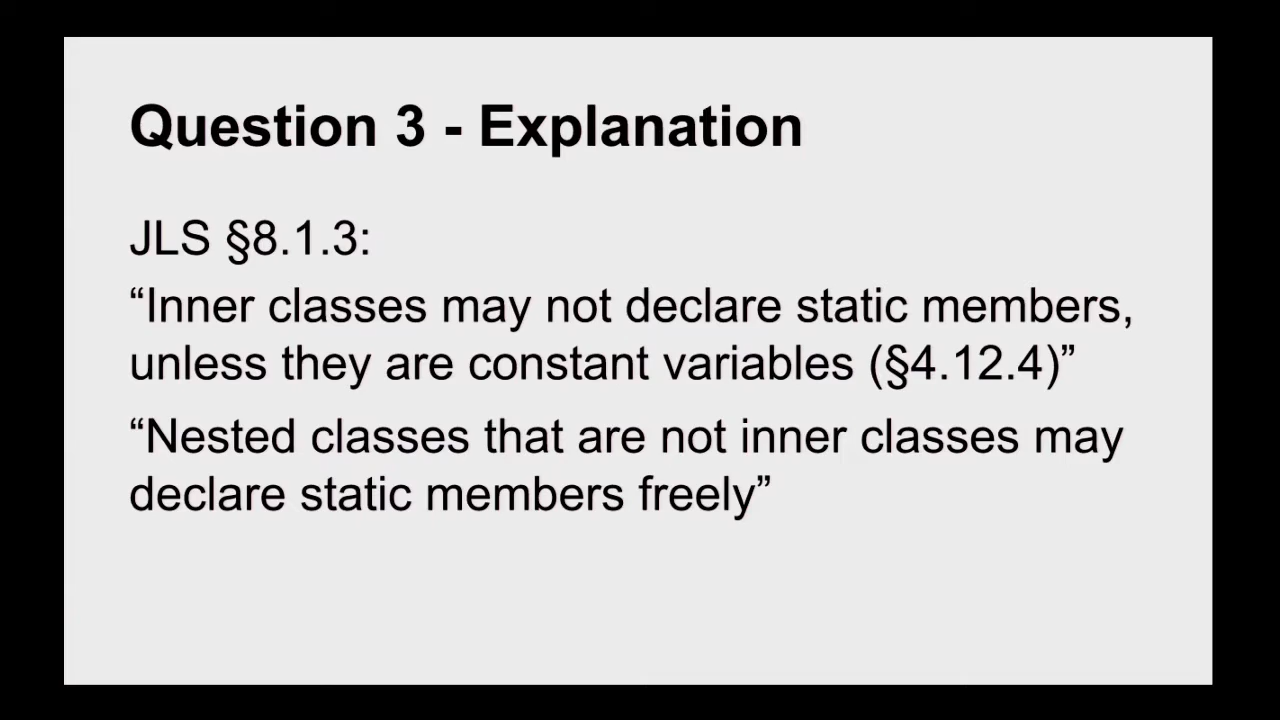 Question 3 - Explanation
JLS §8.1.3:
“Inner classes may not declare static members,
unless they are constant variables (§4.12.4)”
“Nested classes that are not inner classes may
declare static members freely”